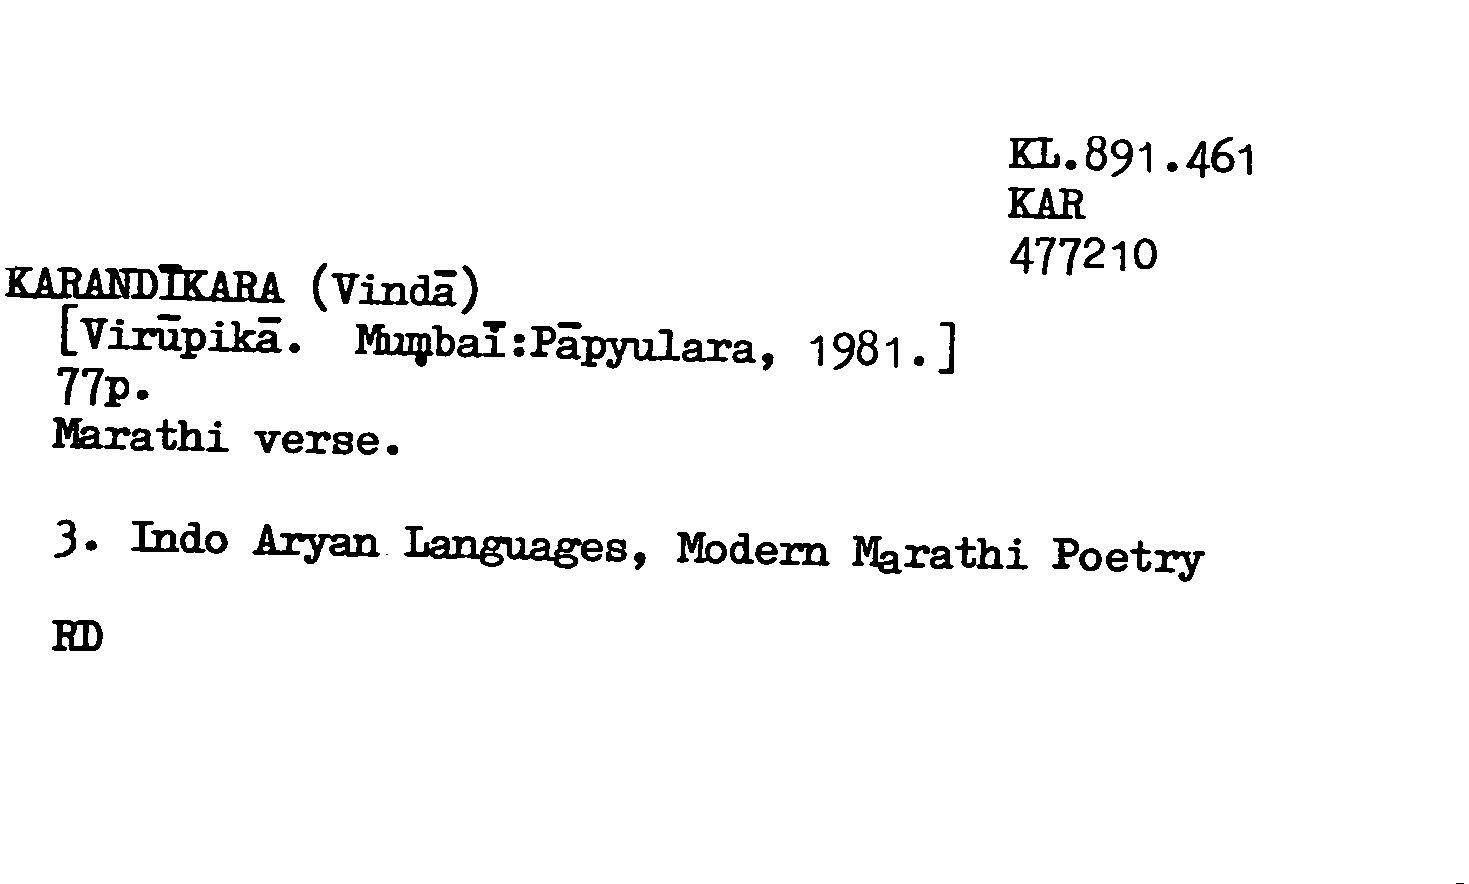 KL.891.461
KAR
477210
KARANDĪKARA (Vindā)
[Virūpikā. Muṃbaī:Pāpyulara, 1981.]
77p.
Marathi verse.
3. Indo Aryan Languages, Modern Marathi Poetry
RD